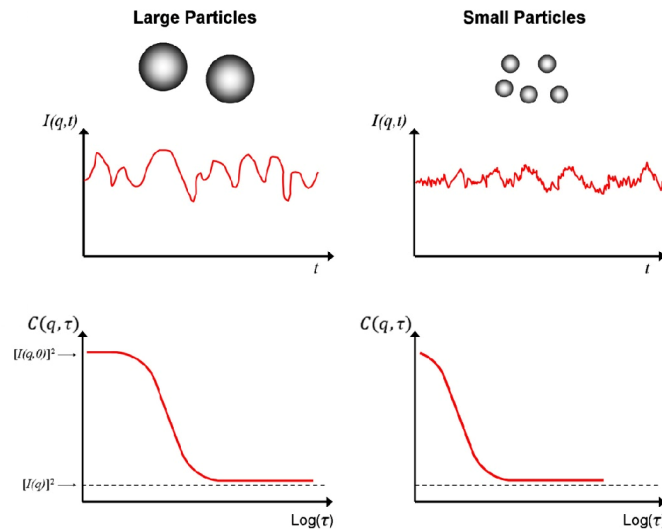 Large Particles
Small Particles
I(q,t)
I(q,t)
t
t
C(q,τ)
C(q,τ)
[I(q,0)]²
[I(q)]²
Log(τ)
Log(τ